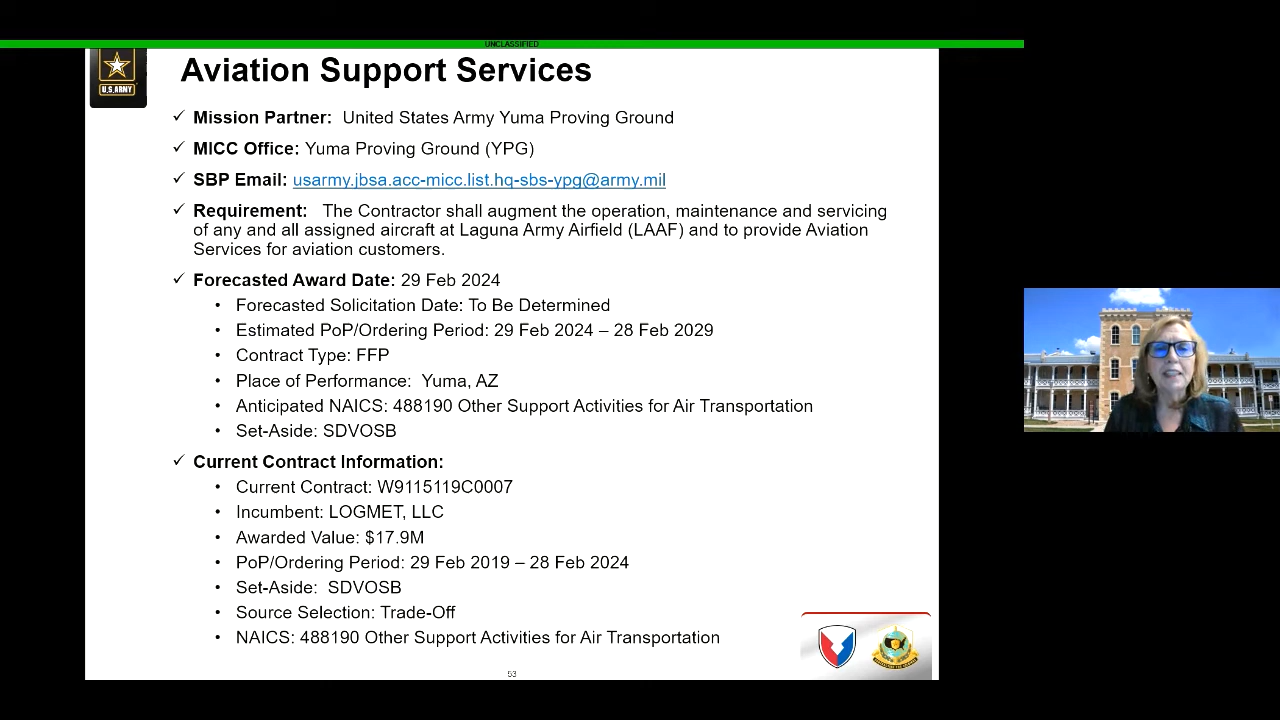 UNCLASSIFIED
U.S.ARMY
Aviation Support Services
✓ Mission Partner: United States Army Yuma Proving Ground
✓ MICC Office: Yuma Proving Ground (YPG)
✓ SBP Email: usarmy.jbsa.acc-micc.list.hq-sbs-ypg@army.mil
✓ Requirement: The Contractor shall augment the operation, maintenance and servicing
of any and all assigned aircraft at Laguna Army Airfield (LAAF) and to provide Aviation
Services for aviation customers.
✓ Forecasted Award Date: 29 Feb 2024
• Forecasted Solicitation Date: To Be Determined
• Estimated PoP/Ordering Period: 29 Feb 2024 – 28 Feb 2029
• Contract Type: FFP
• Place of Performance: Yuma, AZ
• Anticipated NAICS: 488190 Other Support Activities for Air Transportation
• Set-Aside: SDVOSB
✓ Current Contract Information:
• Current Contract: W9115119C0007
• Incumbent: LOGMET, LLC
• Awarded Value: $17.9M
• PoP/Ordering Period: 29 Feb 2019 – 28 Feb 2024
• Set-Aside: SDVOSB
• Source Selection: Trade-Off
• NAICS: 488190 Other Support Activities for Air Transportation
53